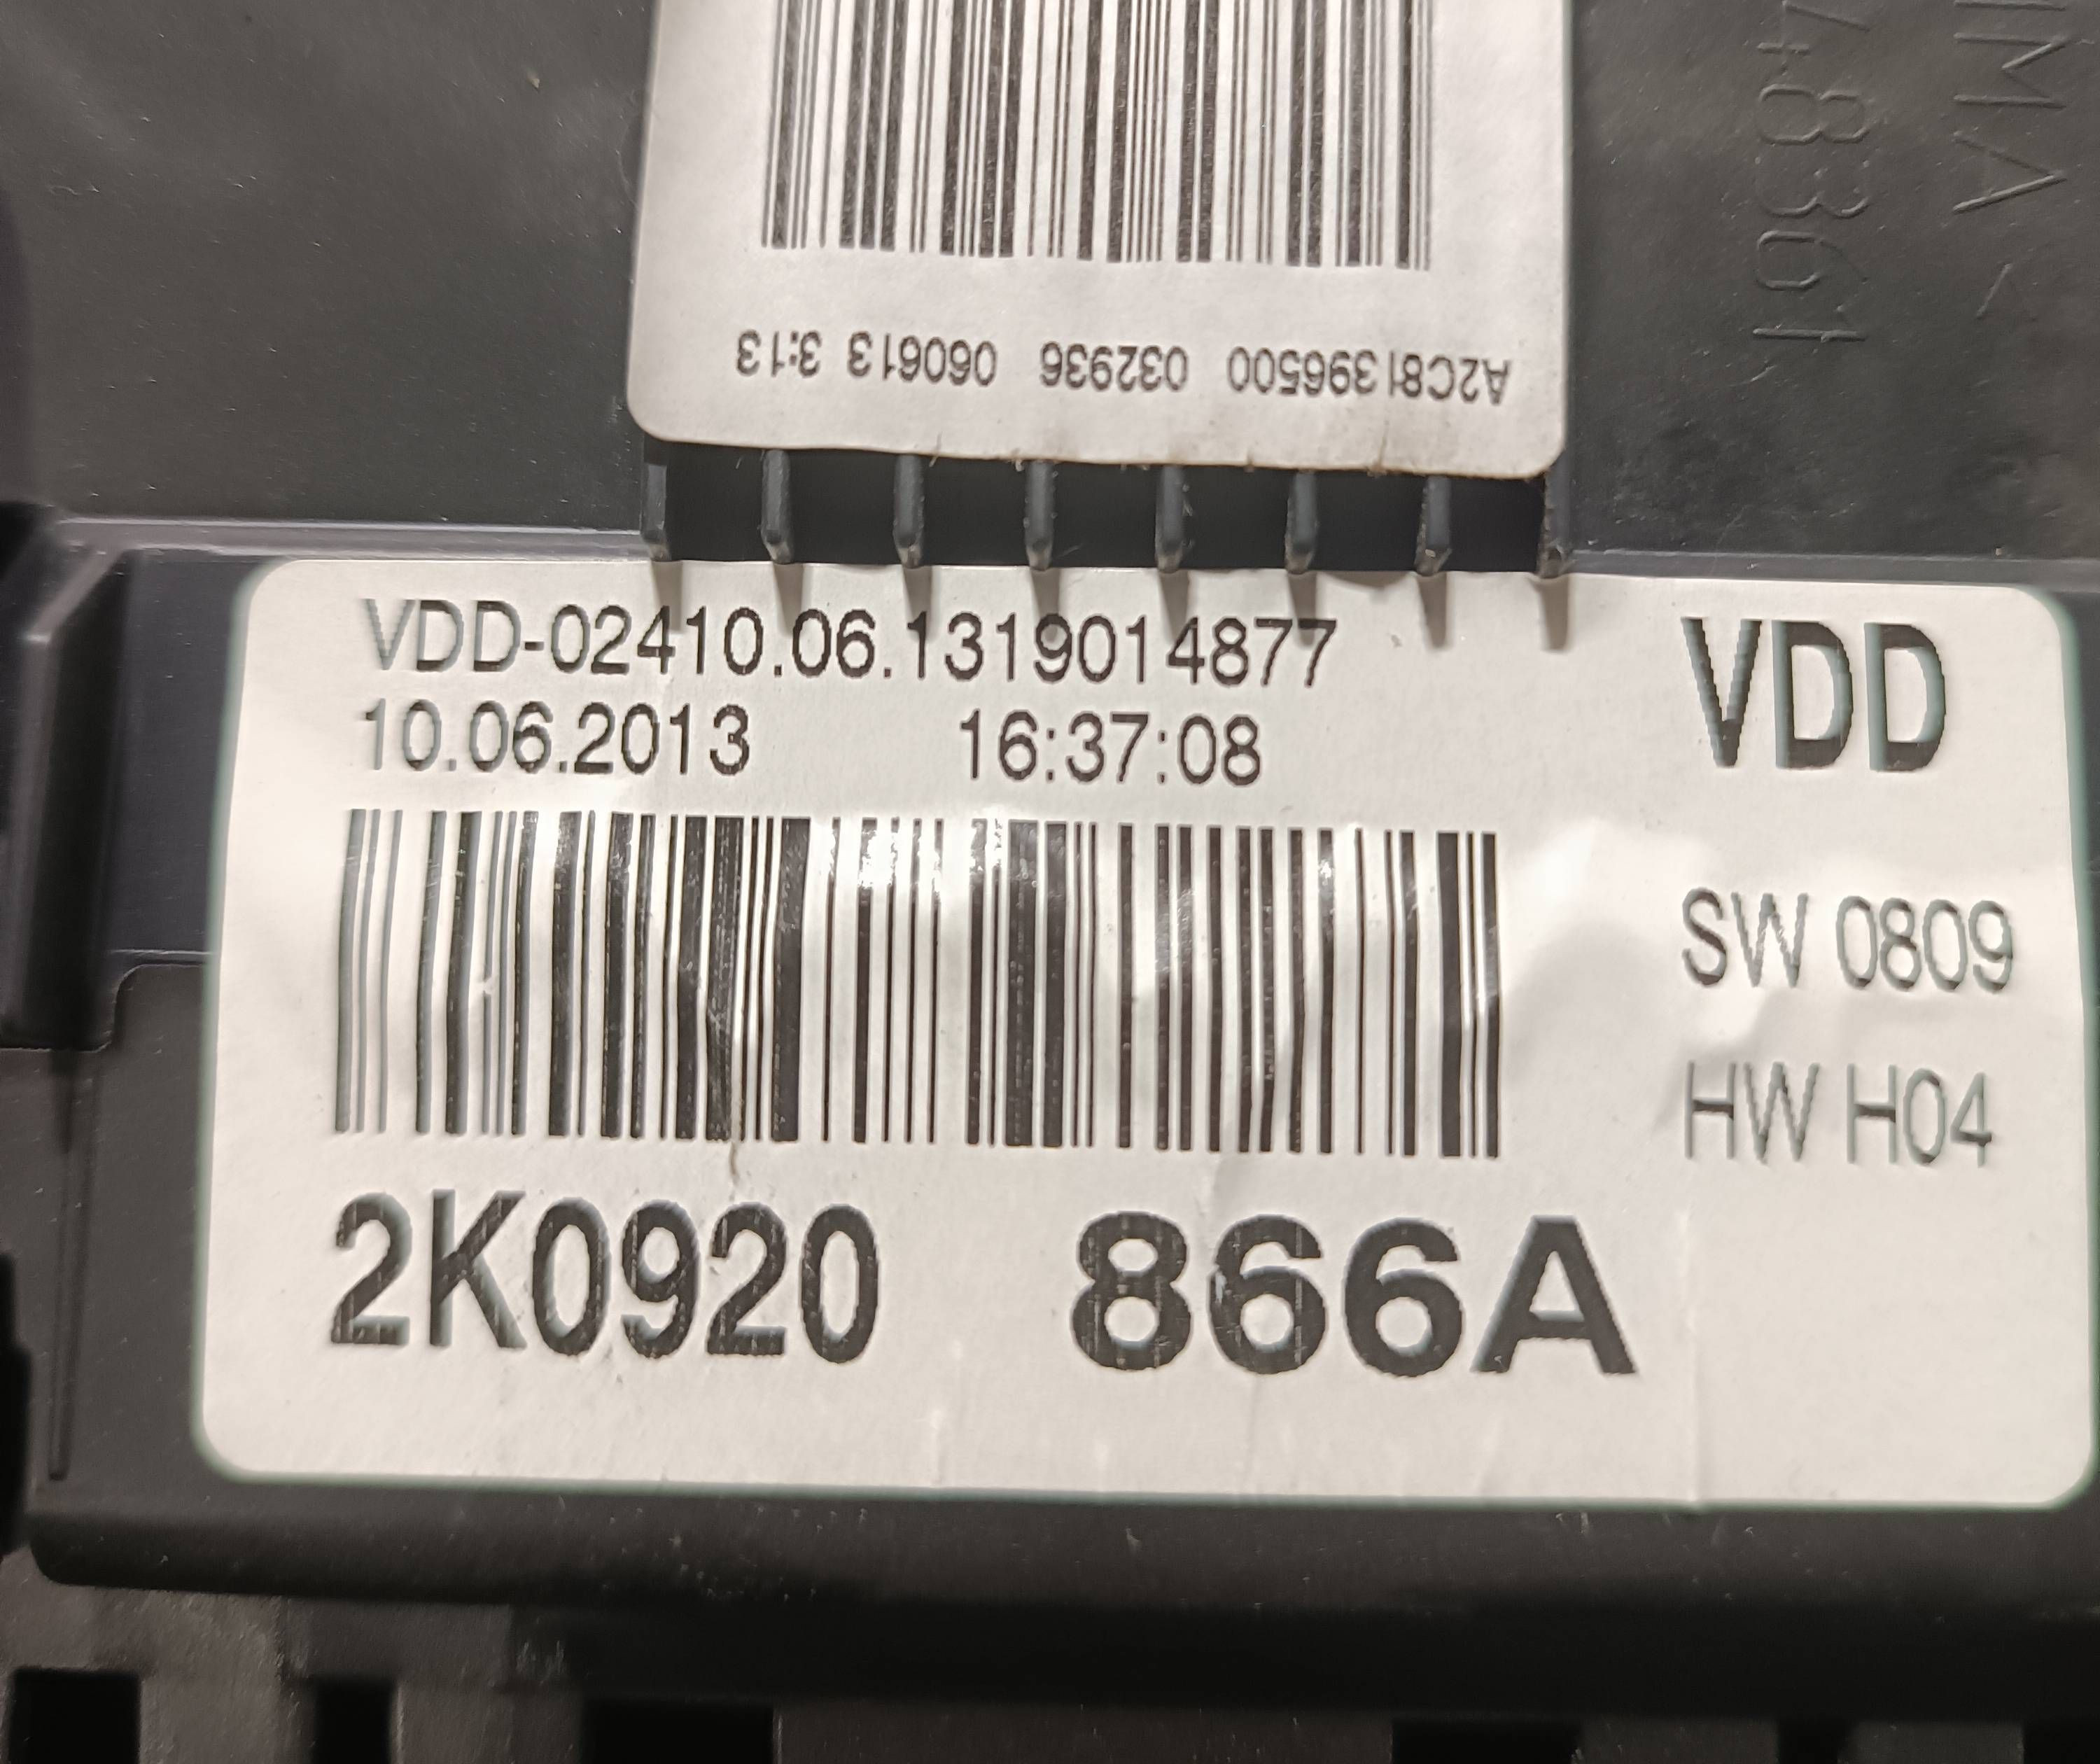 A2C81396500 032936 060613 3:13
48361
VDD-02410.06.1319014877
10.06.2013 16:37:08
VDD
SW 0809
HW H04
2K0920 866A